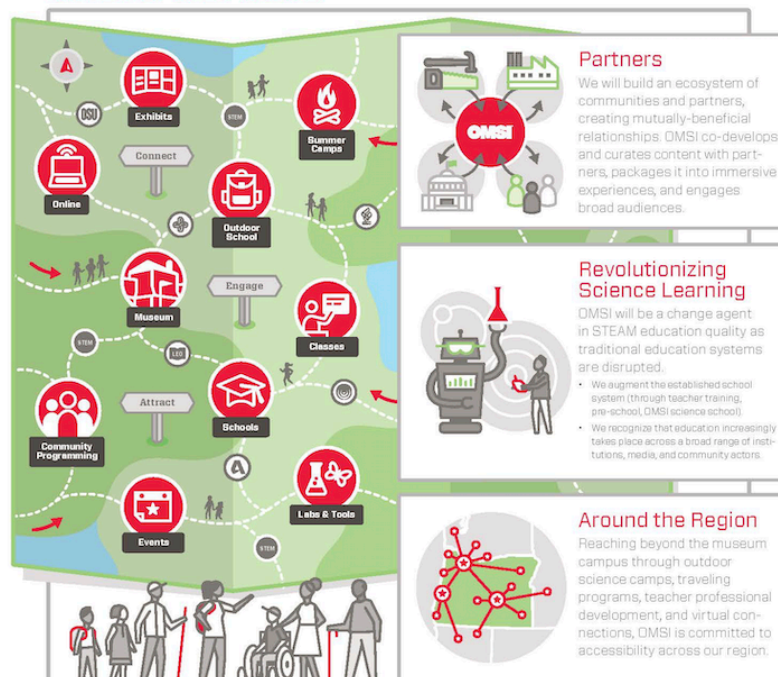 Exhibits
OSU
STEM
Summer
Camps
Connect
Online
Outdoor
School
Museum
Engage
Classes
STEM
LEO
Schools
Attract
Community
Programming
A
Labs & Tools
Events
STEM
OMSI
Partners
We will build an ecosystem of
communities and partners,
creating mutually-beneficial
relationships. OMSI co-develops
and curates content with part-
ners, packages it into immersive
experiences, and engages
broad audiences.
Revolutionizing
Science Learning
OMSI will be a change agent
in STEAM education quality as
traditional education systems
are disrupted.
• We augment the established school
system (through teacher training,
pre-school, OMSI science school).
• We recognize that education increasingly
takes place across a broad range of insti-
tutions, media, and community actors.
Around the Region
Reaching beyond the museum
campus through outdoor
science camps, traveling
programs, teacher professional
development, and virtual con-
nections, OMSI is committed to
accessibility across our region.